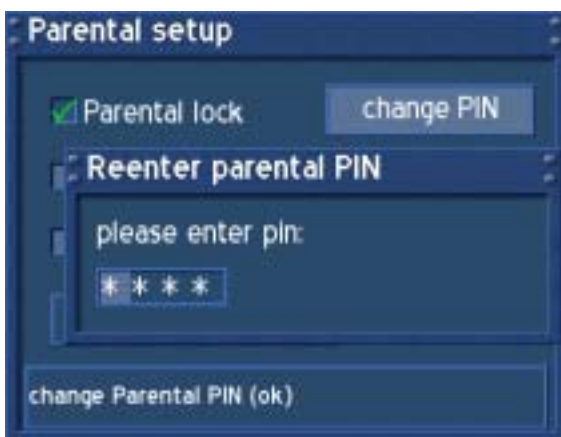 Parental setup
Parental lock
change PIN
Reenter parental PIN
please enter pin:
* * * *
change Parental PIN (ok)